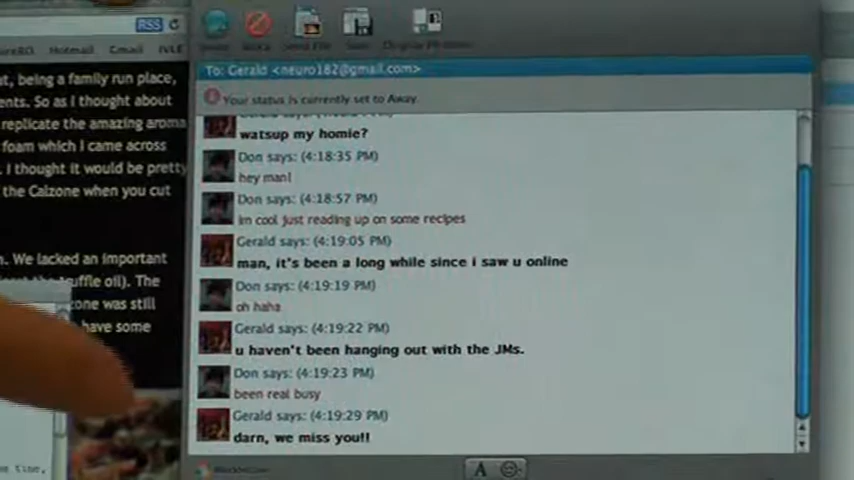 RSS
Hotmail Gmail IVLE
t, being a family run place,
ents. So as I thought about
replicate the amazing aroma
foam which I came across
I thought it would be pretty
the Calzone when you cut
n. We lacked an important
truffle oil). The
zone was still
have some
e time,
Send File
To: Gerald <neuro182@gmail.com>
Your status is currently set to Away.
watsup my homie?
Don says: (4:18:35 PM)
hey man!
Don says: (4:18:57 PM)
im cool just reading up on some recipes
Gerald says: (4:19:05 PM)
man, it's been a long while since i saw u online
Don says: (4:19:19 PM)
oh haha
Gerald says: (4:19:22 PM)
u haven't been hanging out with the JMs.
Don says: (4:19:23 PM)
been real busy
Gerald says: (4:19:29 PM)
darn, we miss you!!
A